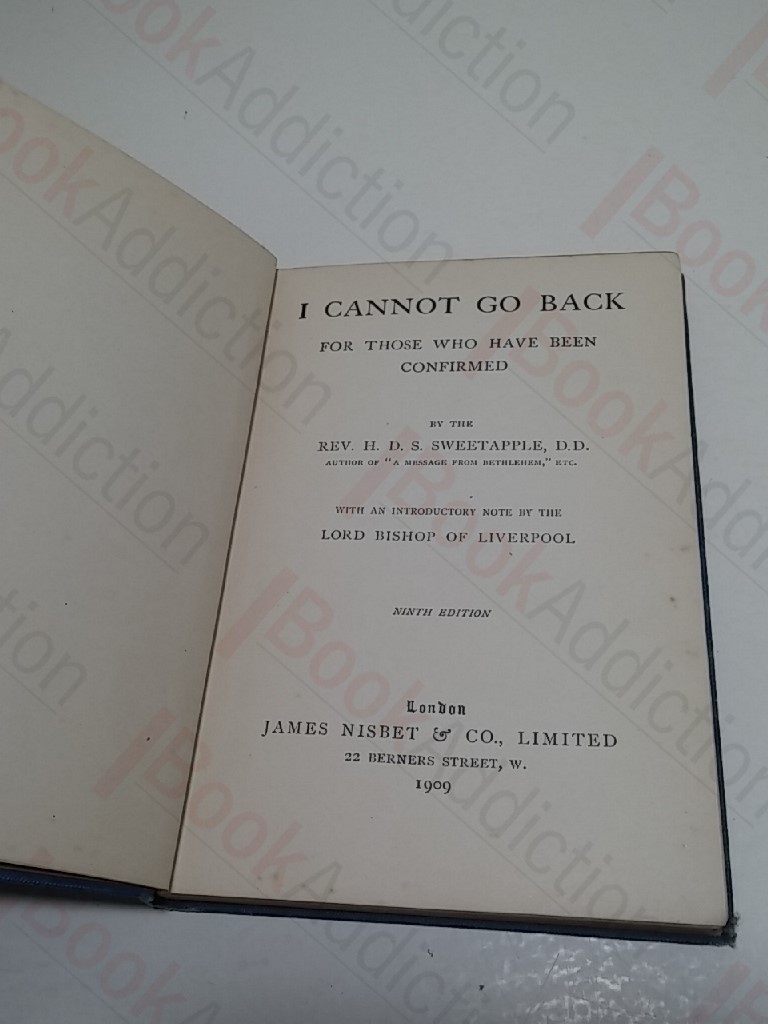 I CANNOT GO BACK
FOR THOSE WHO HAVE BEEN
CONFIRMED
BY THE
REV. H. D. S. SWEETAPPLE, D.D.
AUTHOR OF "A MESSAGE FROM BETHLEHEM," ETC.
WITH AN INTRODUCTORY NOTE BY THE
LORD BISHOP OF LIVERPOOL
NINTH EDITION
London
JAMES NISBET & CO., LIMITED
22 BERNERS STREET, W.
1909
BookAddiction